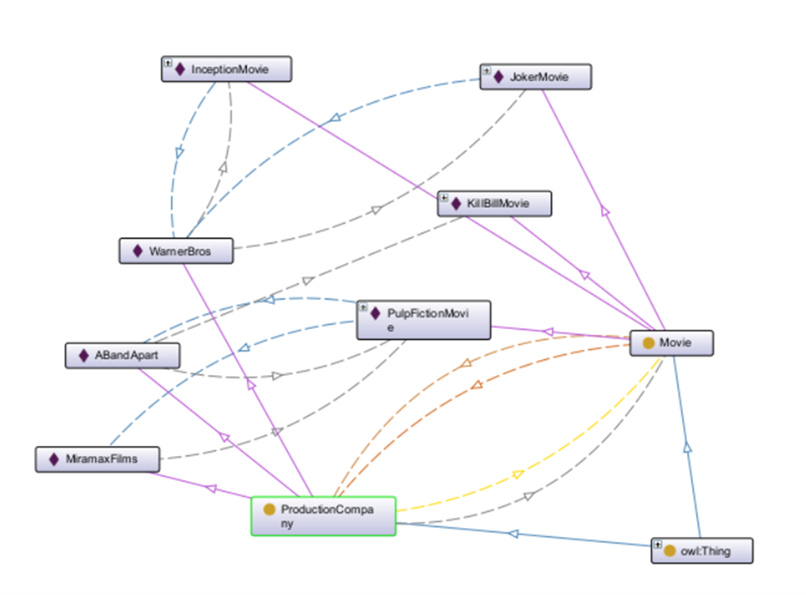 InceptionMovie
JokerMovie
KillBillMovie
WarnerBros
PulpFictionMovi
e
Movie
ABandApart
MiramaxFilms
ProductionCompa
ny
owl:Thing